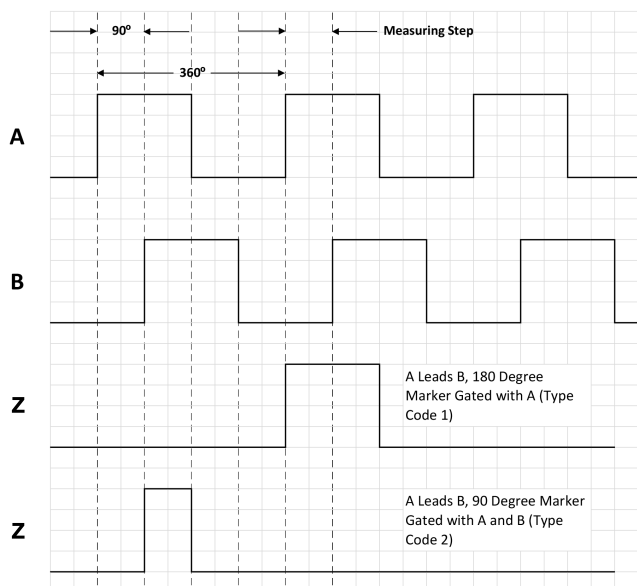 90º
Measuring Step
360º
A
B
A Leads B, 180 Degree
Marker Gated with A (Type
Code 1)
Z
A Leads B, 90 Degree Marker
Gated with A and B (Type
Code 2)
Z